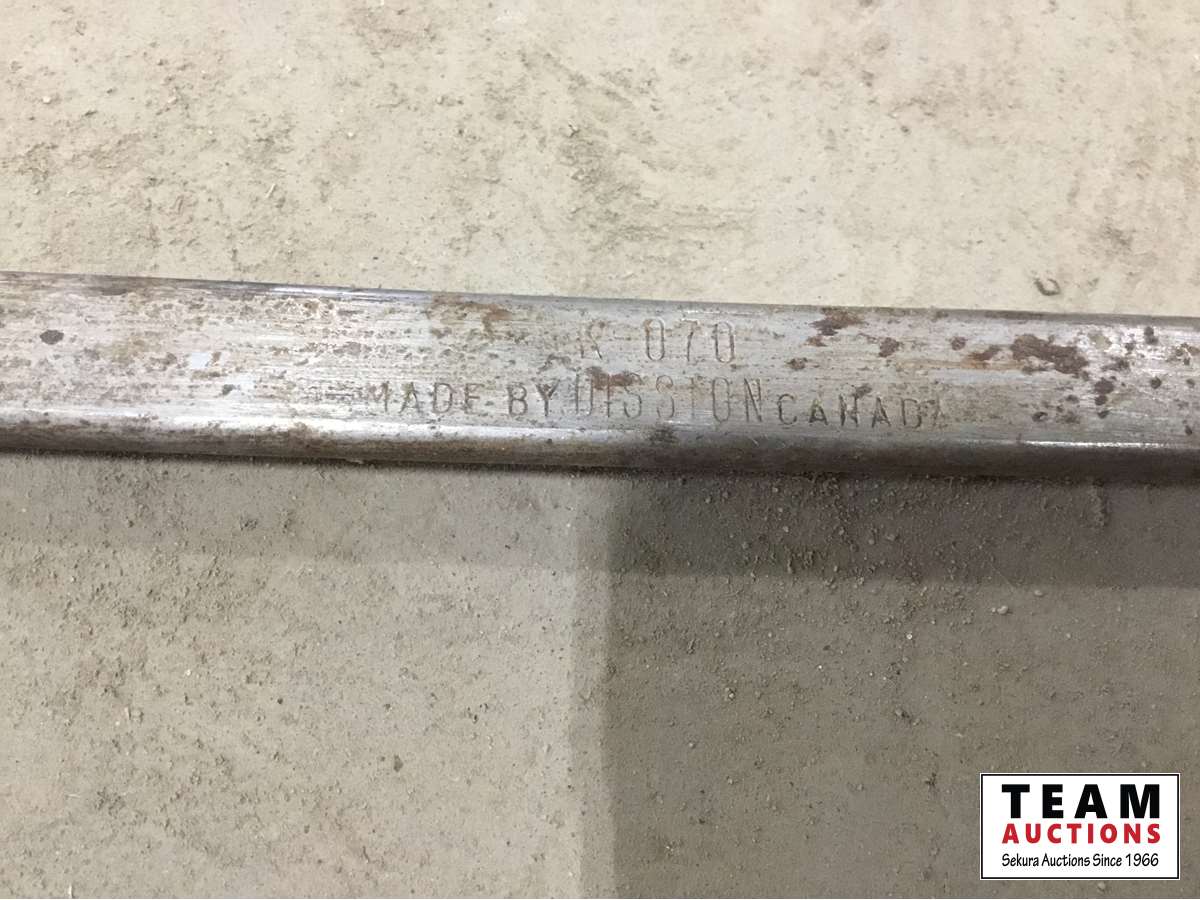 070
MADE BY DISSTON CANADA
TEAM
AUCTIONS
Sekura Auctions Since 1966